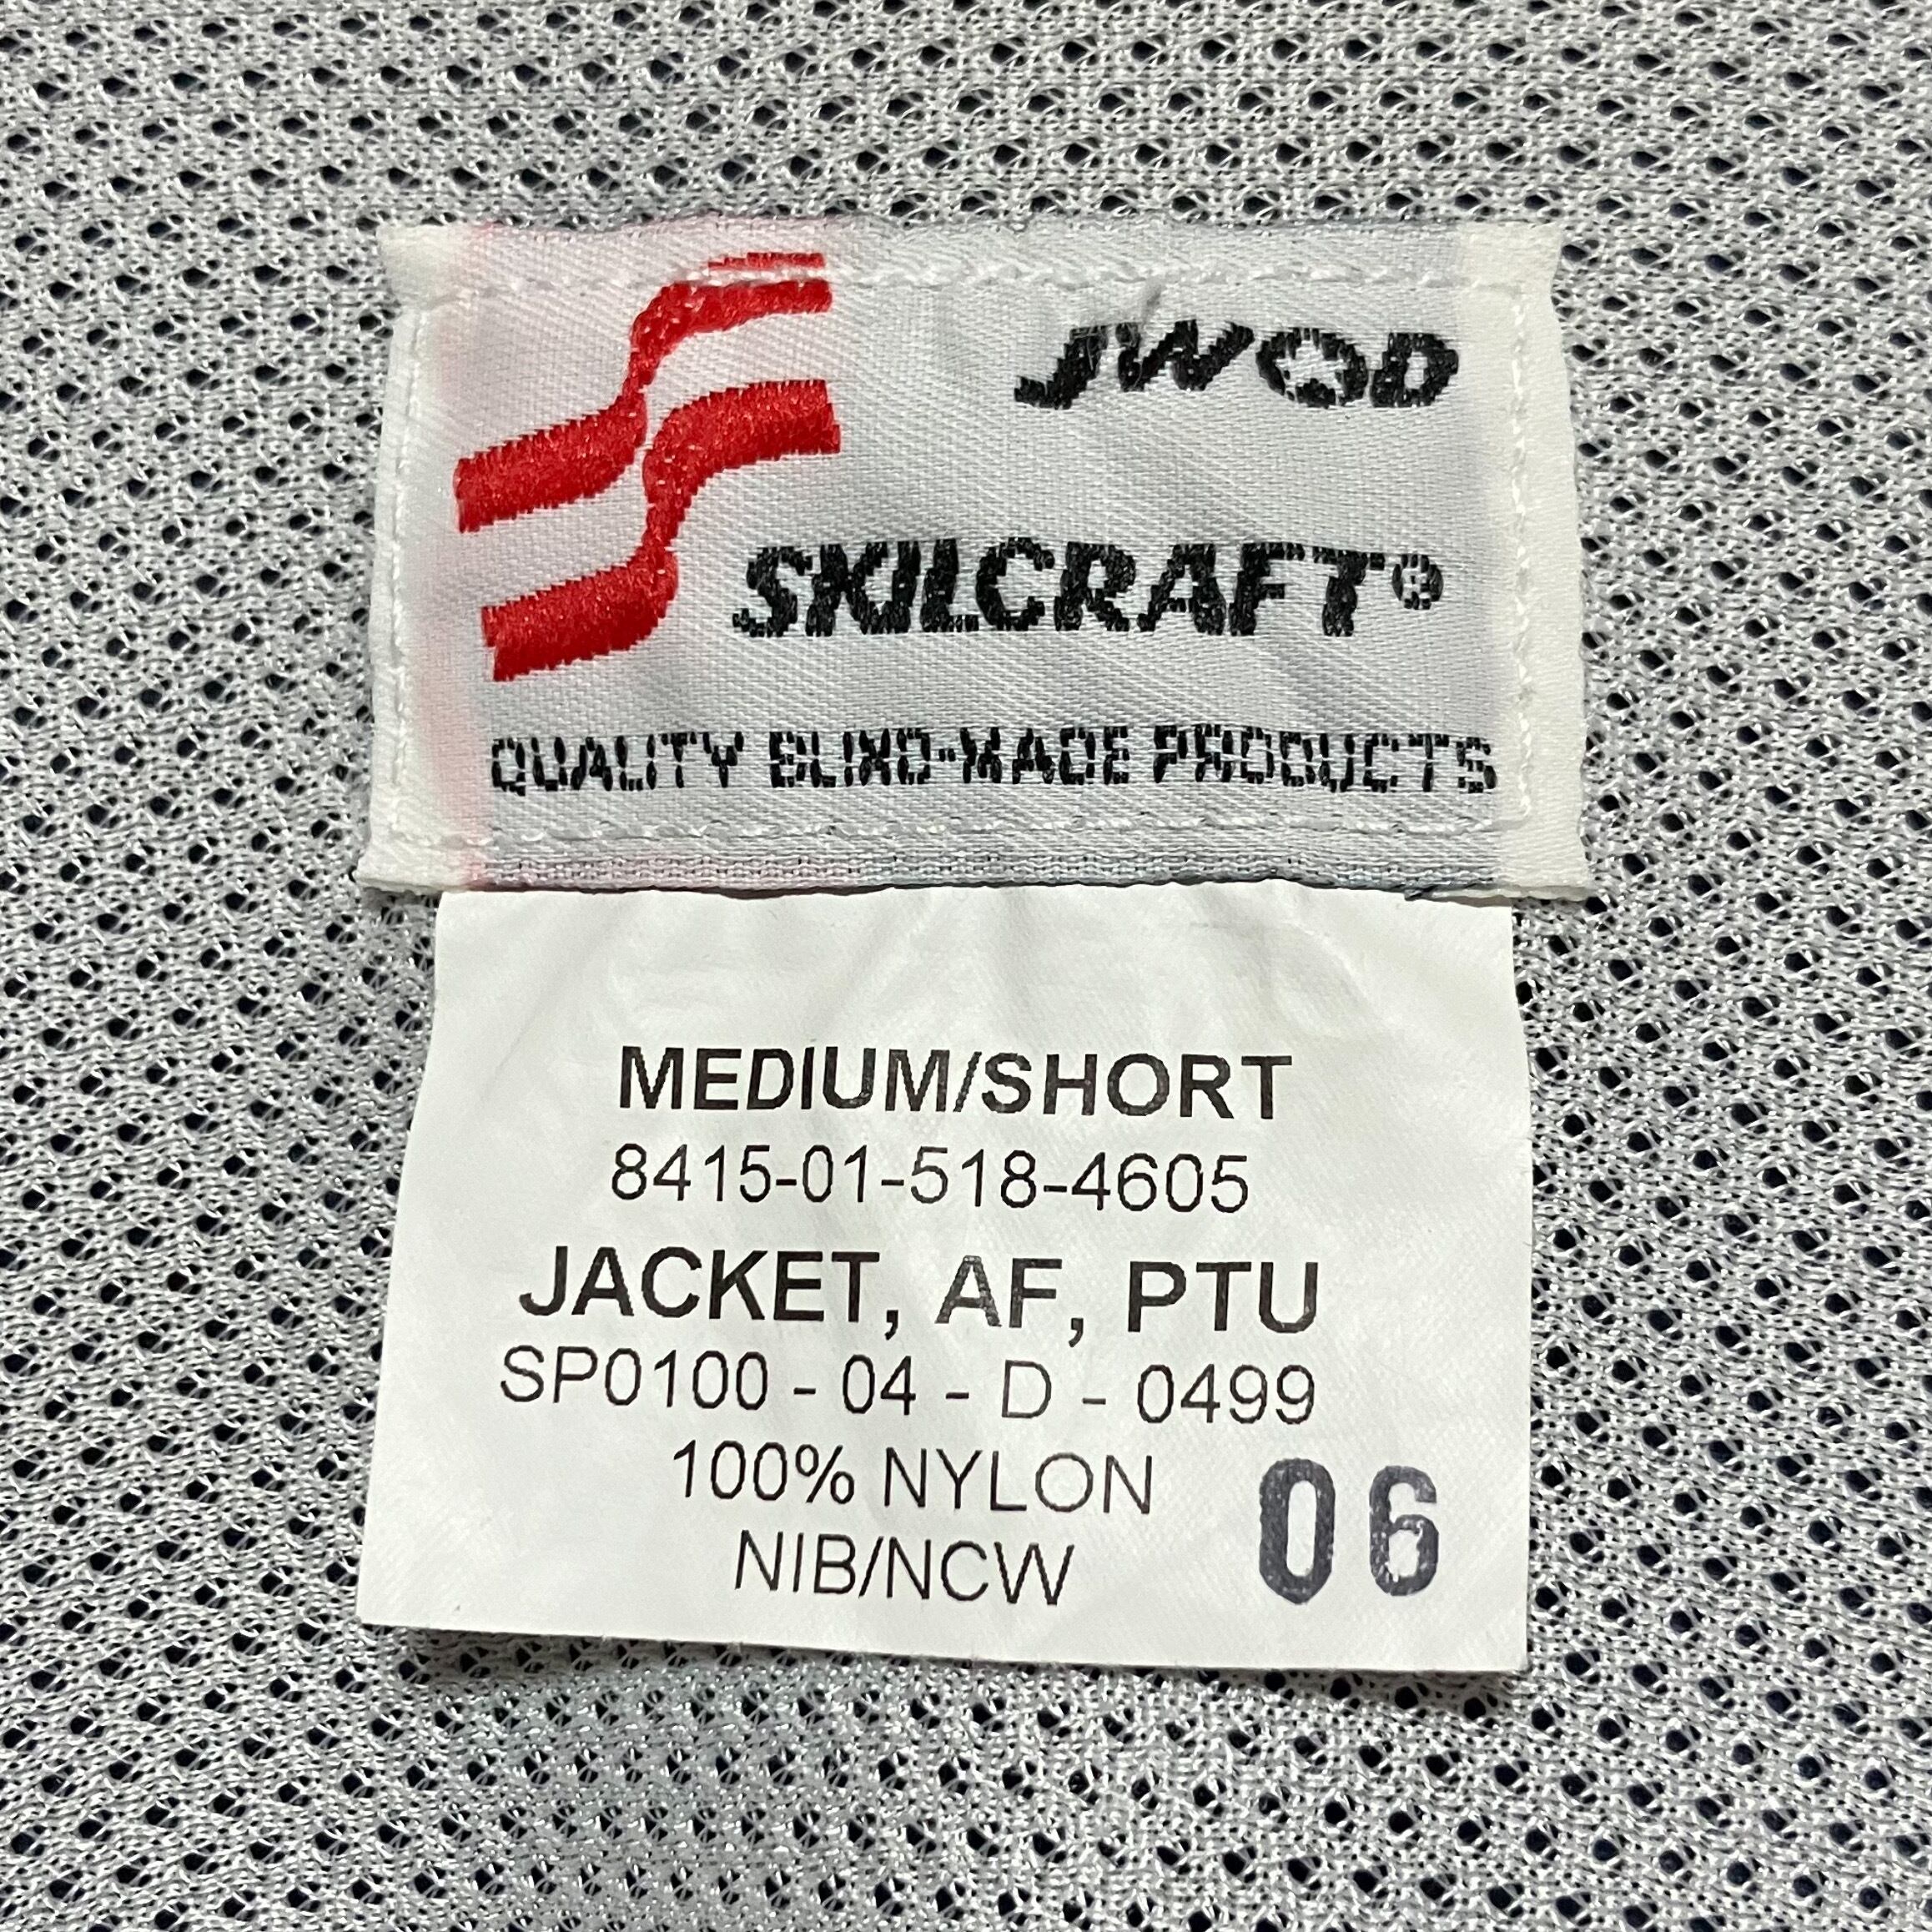 JWOD
SKILCRAFT®
QUALITY BLIND-MADE PRODUCTS
MEDIUM/SHORT
8415-01-518-4605
JACKET, AF, PTU
SP0100 - 04 - D - 0499
100% NYLON
NIB/NCW
06